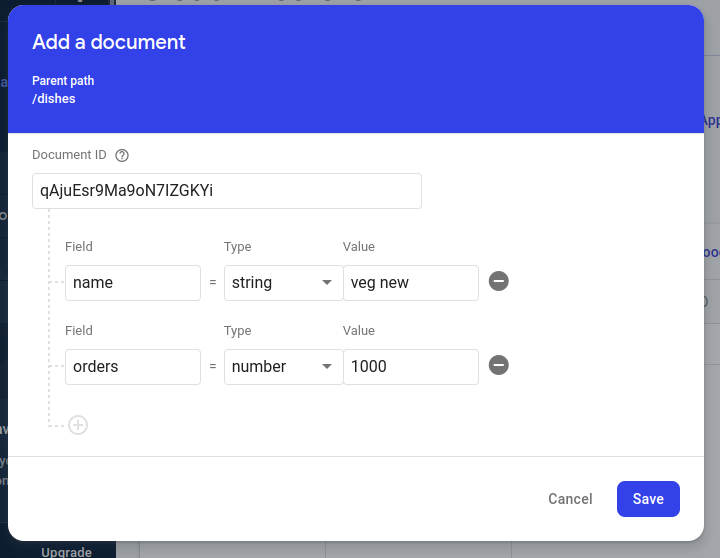 Add a document
Parent path
/dishes
Document ID
qAjuEsr9Ma9oN7IZGKYi
Field Type Value
name = string veg new
Field Type Value
orders = number 1000
Cancel Save
Upgrade